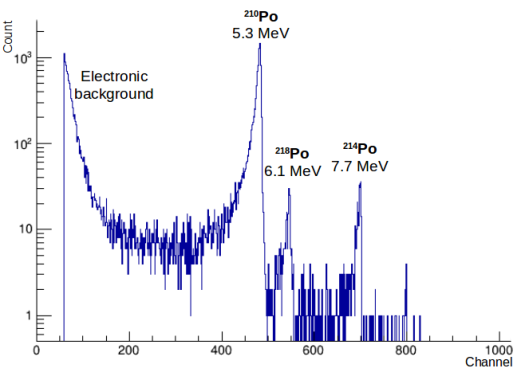 Count
²¹⁰Po
5.3 MeV
10³
Electronic
background
10²
²¹⁸Po
6.1 MeV
²¹⁴Po
7.7 MeV
10
1
0 200 400 600 800 1000
Channel